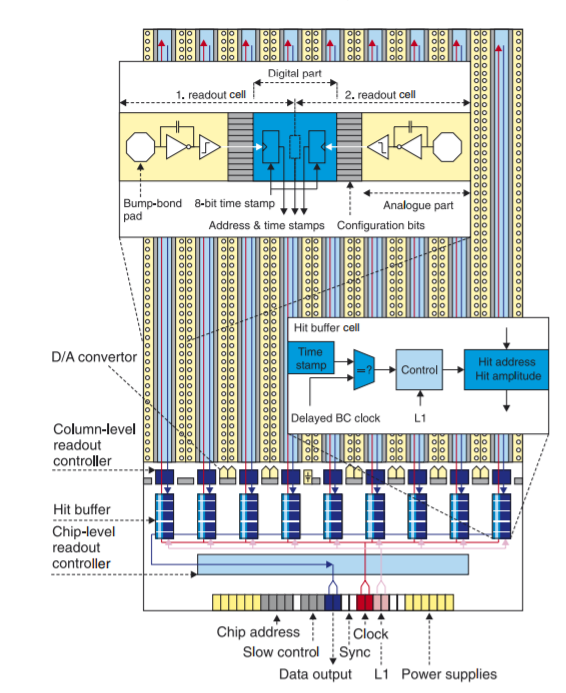 Digital part
1. readout cell
2. readout cell
Bump-bond
pad
8-bit time stamp
Analogue part
Address & time stamps
Configuration bits
Hit buffer cell
Time
stamp
=?
Control
Hit address
Hit amplitude
Delayed BC clock
L1
D/A convertor
Column-level
readout
controller
Hit buffer
Chip-level
readout
controller
Chip address
Clock
Slow control
Sync
Data output
L1
Power supplies